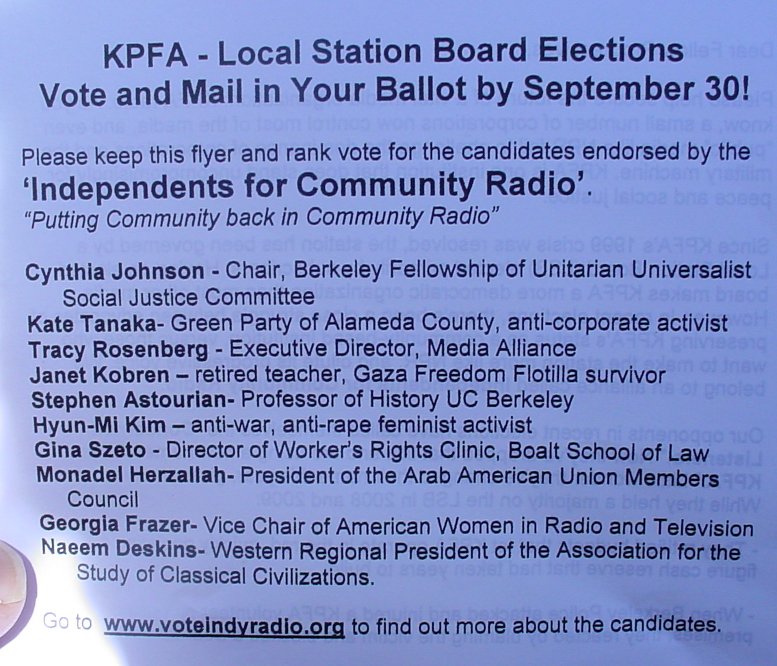 KPFA - Local Station Board Elections
Vote and Mail in Your Ballot by September 30!
Please keep this flyer and rank vote for the candidates endorsed by the
'Independents for Community Radio'.
"Putting Community back in Community Radio"
Cynthia Johnson - Chair, Berkeley Fellowship of Unitarian Universalist
Social Justice Committee
Kate Tanaka- Green Party of Alameda County, anti-corporate activist
Tracy Rosenberg - Executive Director, Media Alliance
Janet Kobren – retired teacher, Gaza Freedom Flotilla survivor
Stephen Astourian- Professor of History UC Berkeley
Hyun-Mi Kim – anti-war, anti-rape feminist activist
Gina Szeto - Director of Worker's Rights Clinic, Boalt School of Law
Monadel Herzallah- President of the Arab American Union Members
Council
Georgia Frazer- Vice Chair of American Women in Radio and Television
Naeem Deskins- Western Regional President of the Association for the
Study of Classical Civilizations.
Go to www.voteindyradio.org to find out more about the candidates.